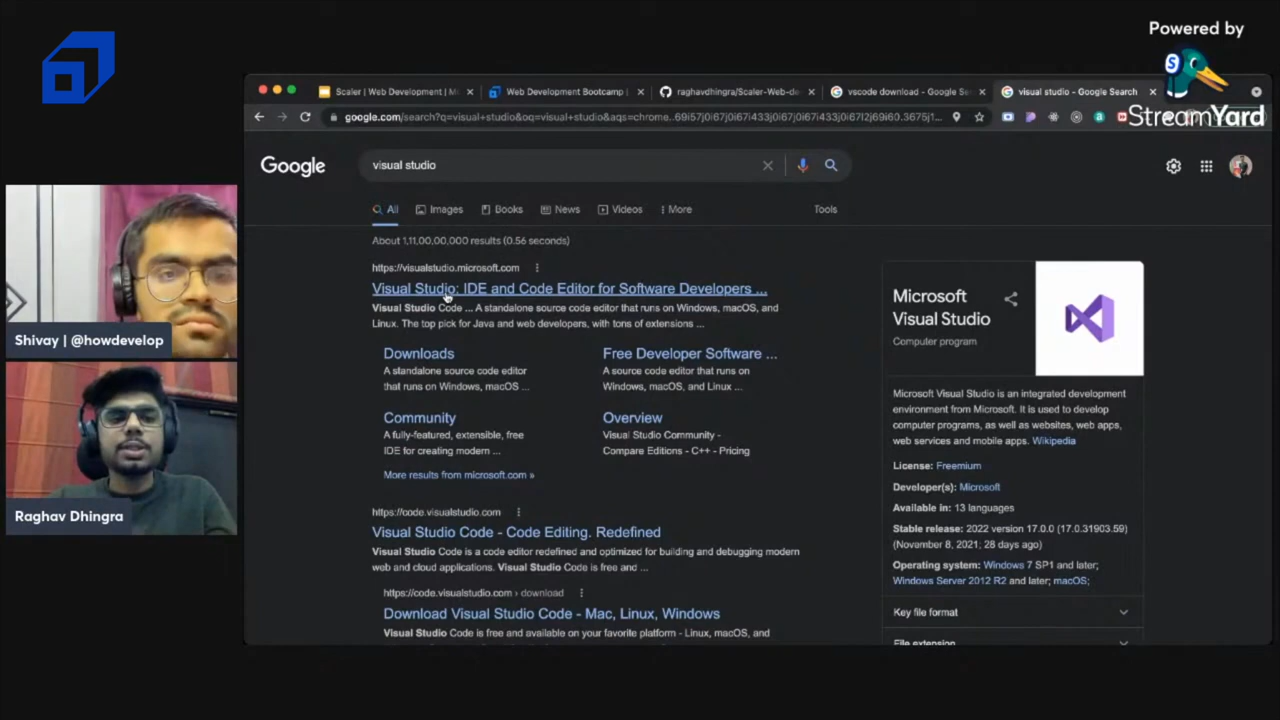 Powered by
S
StreamYard
Scaler | Web Development | M
Web Development Bootcamp |
raghavdhingra/Scaler-Web-de
vscode download - Google Se
visual studio - Google Search
google.com/search?q=visual+studio&oq=visual+studio&aqs=chrome..69i57j0i67j0i67i433j0i67j0i67i433j0i67l2j69i60.3675j1...
Google
visual studio
All
Images
Books
News
Videos
More
Tools
About 1,11,00,00,000 results (0.56 seconds)
https://visualstudio.microsoft.com
Visual Studio: IDE and Code Editor for Software Developers ...
Visual Studio Code ... A standalone source code editor that runs on Windows, macOS, and
Linux. The top pick for Java and web developers, with tons of extensions ...
Downloads
A standalone source code editor
that runs on Windows, macOS ...
Free Developer Software ...
A source code editor that runs on
Windows, macOS, and Linux ...
Community
A fully-featured, extensible, free
IDE for creating modern ...
Overview
Visual Studio Community -
Compare Editions - C++ - Pricing
More results from microsoft.com »
https://code.visualstudio.com
Visual Studio Code - Code Editing. Redefined
Visual Studio Code is a code editor redefined and optimized for building and debugging modern
web and cloud applications. Visual Studio Code is free and ...
https://code.visualstudio.com › download
Download Visual Studio Code - Mac, Linux, Windows
Visual Studio Code is free and available on your favorite platform - Linux, macOS, and
Microsoft
Visual Studio
Computer program
Microsoft Visual Studio is an integrated development
environment from Microsoft. It is used to develop
computer programs, as well as websites, web apps,
web services and mobile apps. Wikipedia
License: Freemium
Developer(s): Microsoft
Available in: 13 languages
Stable release: 2022 version 17.0.0 (17.0.31903.59)
(November 8, 2021; 28 days ago)
Operating system: Windows 7 SP1 and later;
Windows Server 2012 R2 and later; macOS;
Key file format
File extension
Shivay | @howdevelop
Raghav Dhingra